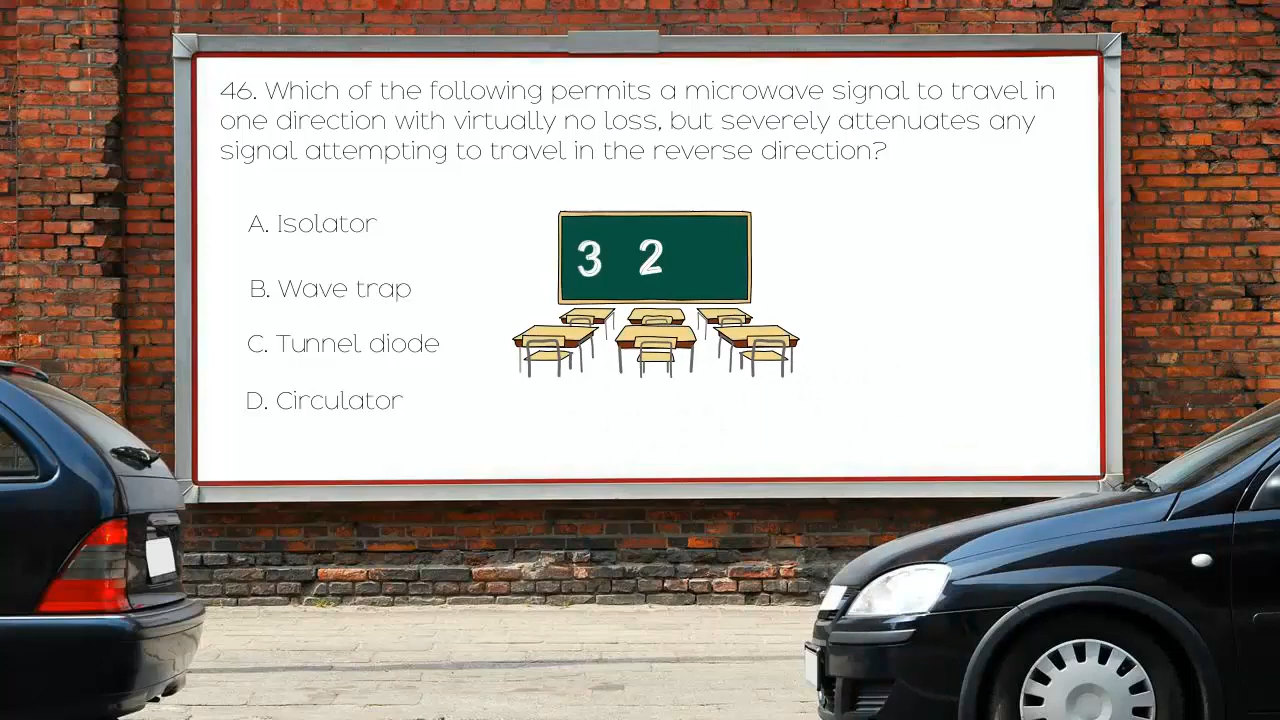 46. Which of the following permits a microwave signal to travel in
one direction with virtually no loss, but severely attenuates any
signal attempting to travel in the reverse direction?
A. Isolator
3 2
B. Wave trap
C. Tunnel diode
D. Circulator